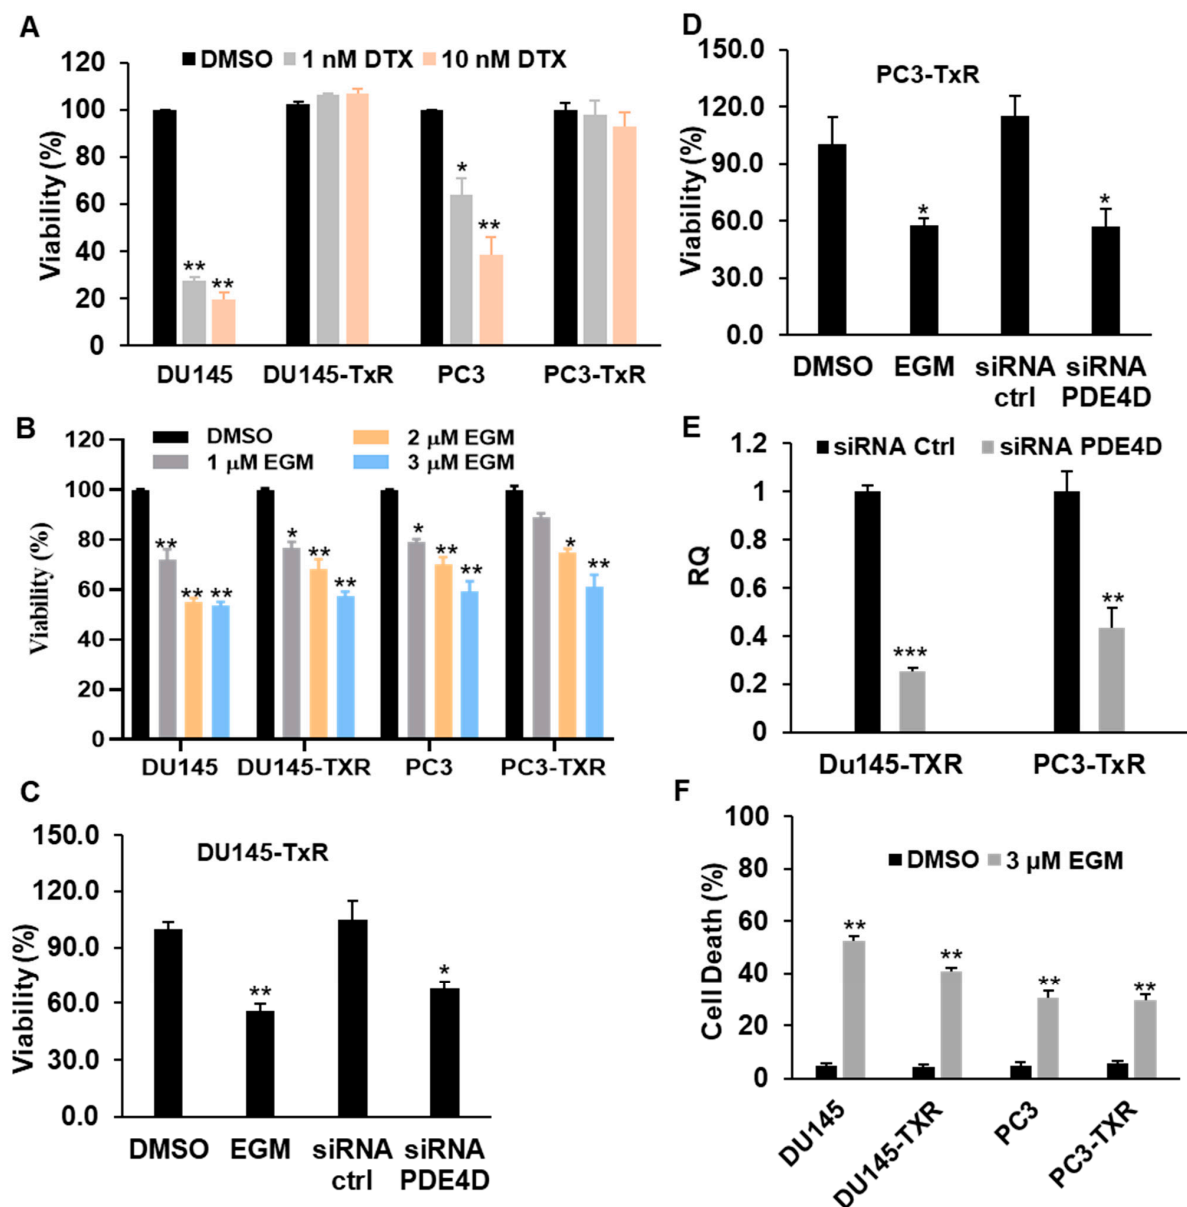 A
DMSO 1 nM DTX 10 nM DTX
Viability (%)
120
100
80
60
40
20
0
* ** ** ** **
DU145 DU145-TxR PC3 PC3-TxR
B
DMSO 2 μM EGM
1 μM EGM 3 μM EGM
Viability (%)
120
100
80
60
40
20
0
** ** ** * ** ** * ** ** * **
DU145 DU145-TXR PC3 PC3-TXR
C
DU145-TxR
Viability (%)
150.0
120.0
90.0
60.0
30.0
0.0
** *
DMSO EGM siRNA siRNA
ctrl PDE4D
D
PC3-TxR
Viability (%)
150.0
120.0
90.0
60.0
30.0
0.0
* *
DMSO EGM siRNA siRNA
ctrl PDE4D
E
siRNA Ctrl siRNA PDE4D
RQ
1.2
1
0.8
0.6
0.4
0.2
0
*** **
Du145-TXR PC3-TxR
F
DMSO 3 μM EGM
Cell Death (%)
100
80
60
40
20
0
** ** ** **
DU145 DU145-TXR PC3 PC3-TXR